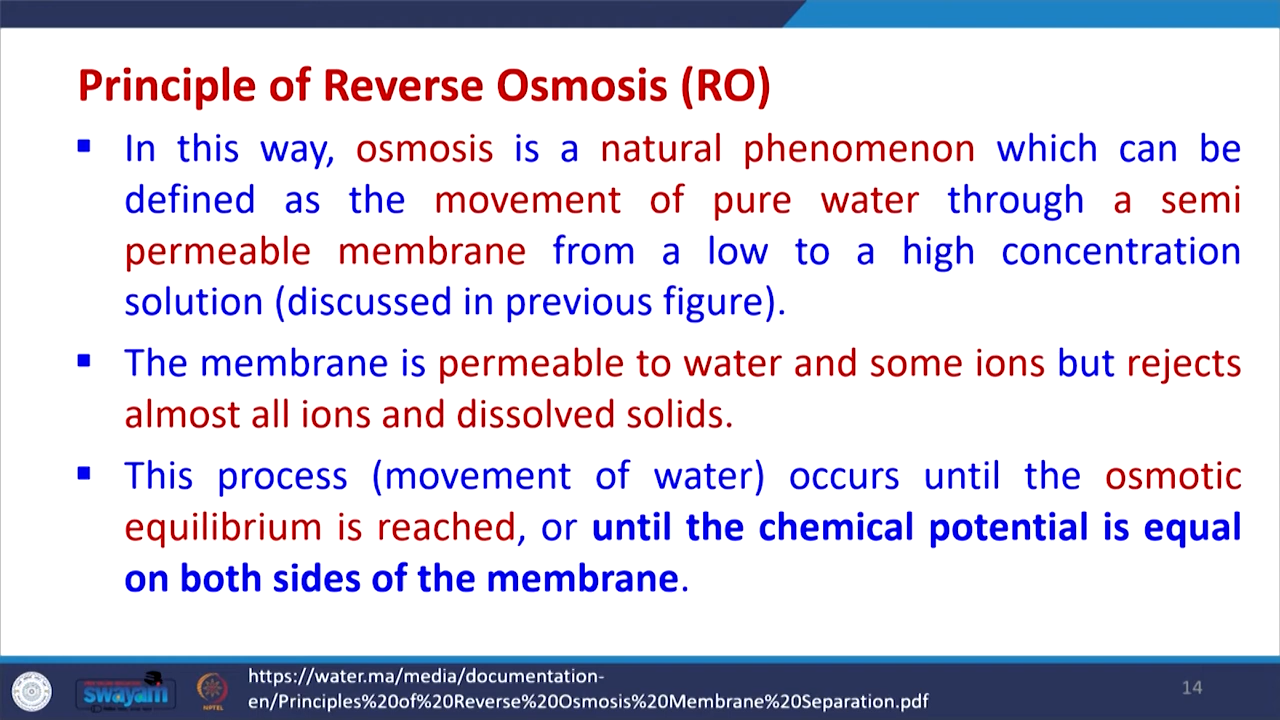 Principle of Reverse Osmosis (RO)
▪ In this way, osmosis is a natural phenomenon which can be
defined as the movement of pure water through a semi
permeable membrane from a low to a high concentration
solution (discussed in previous figure).
▪ The membrane is permeable to water and some ions but rejects
almost all ions and dissolved solids.
▪ This process (movement of water) occurs until the osmotic
equilibrium is reached, or until the chemical potential is equal
on both sides of the membrane.
swayam
NPTEL
https://water.ma/media/documentation-
en/Principles%20of%20Reverse%20Osmosis%20Membrane%20Separation.pdf
14